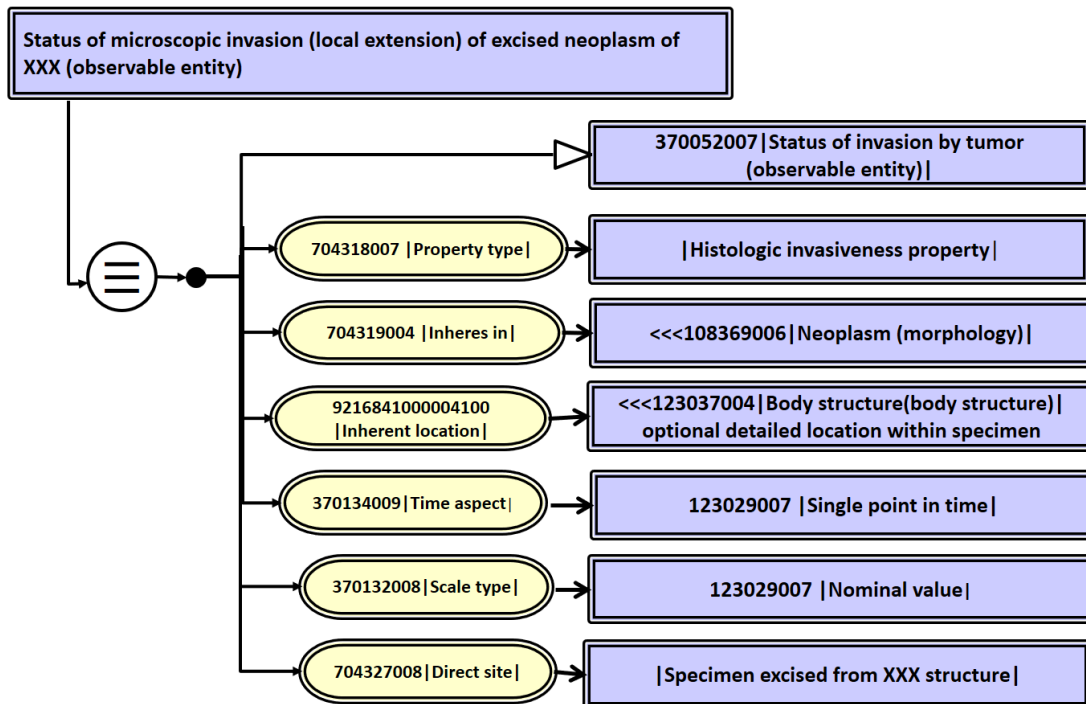 Status of microscopic invasion (local extension) of excised neoplasm of
XXX (observable entity)
370052007|Status of invasion by tumor
(observable entity)|
704318007 |Property type|
|Histologic invasiveness property|
704319004 |Inheres in|
<<<108369006|Neoplasm (morphology)|
9216841000004100
|Inherent location|
<<<123037004|Body structure(body structure)|
optional detailed location within specimen
370134009|Time aspect|
123029007 |Single point in time|
370132008|Scale type|
123029007 |Nominal value|
704327008|Direct site|
|Specimen excised from XXX structure|